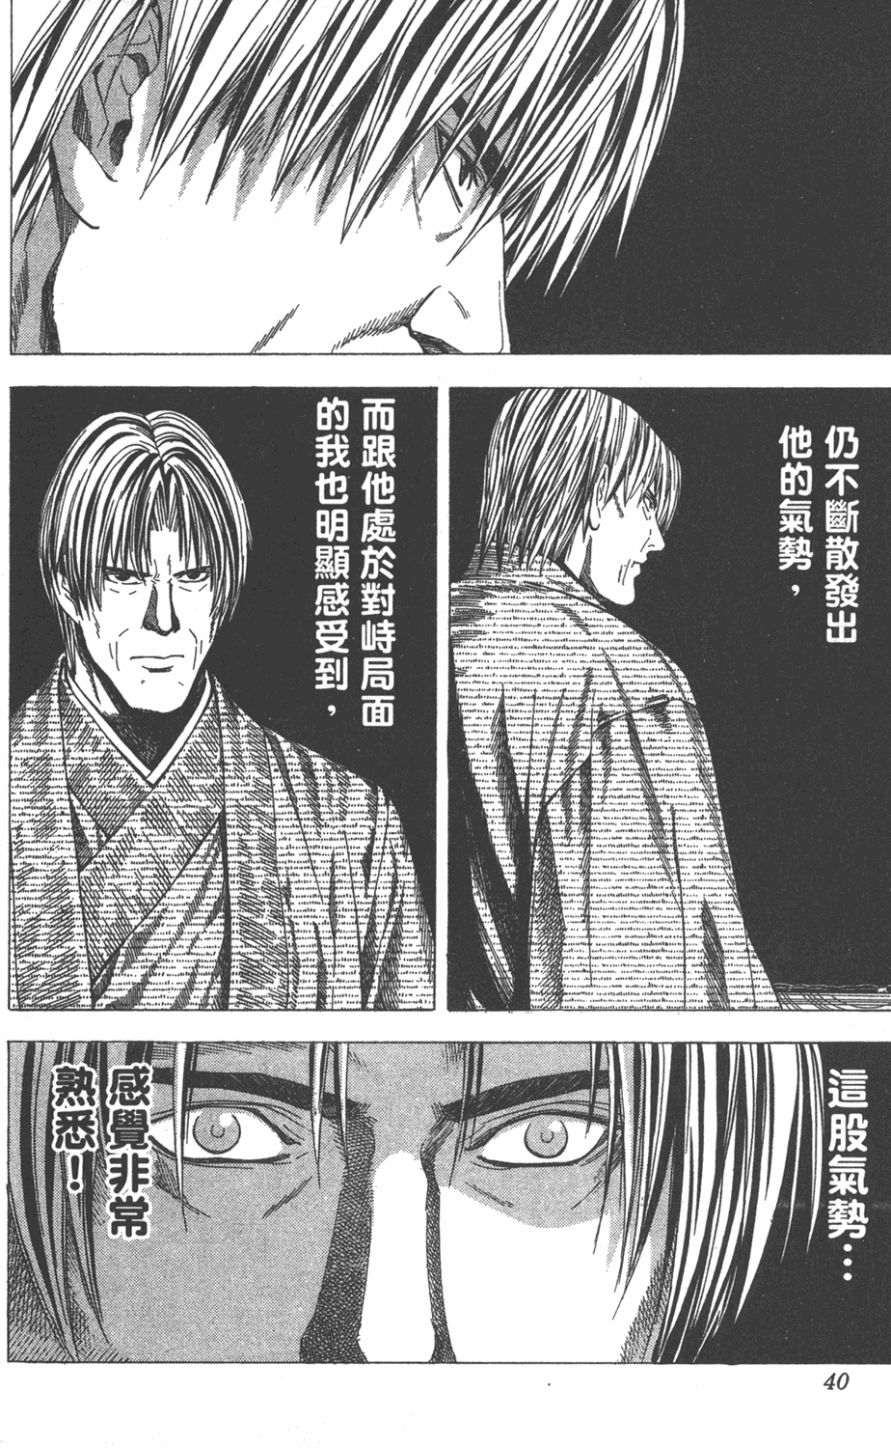 仍不斷散發出
他的氣勢，
而跟他處於對峙局面
的我也明顯感受到，
這股氣勢…
感覺非常
熟悉！
40